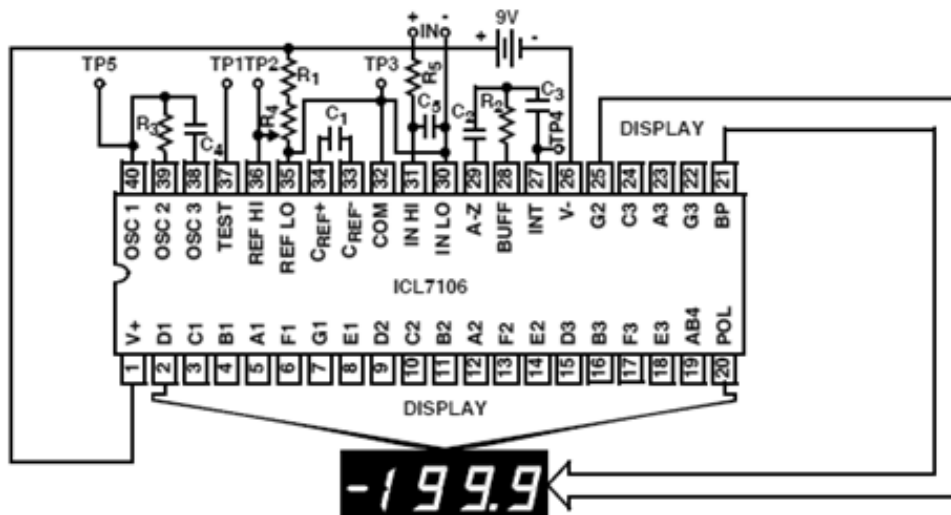 9V
+ IN - + -
TP5 TP1 TP2 TP3
R1 R5 C3
R3 R4 C1 C5 C2 R2 TP4
C4 DISPLAY
40 39 38 37 36 35 34 33 32 31 30 29 28 27 26 25 24 23 22 21
OSC 1 OSC 2 OSC 3 TEST REF HI REF LO CREF+ CREF- COM IN HI IN LO A-Z BUFF INT V- G2 C3 A3 G3 BP
ICL7106
V+ D1 C1 B1 A1 F1 G1 E1 D2 C2 B2 A2 F2 E2 D3 B3 F3 E3 AB4 POL
1 2 3 4 5 6 7 8 9 10 11 12 13 14 15 16 17 18 19 20
DISPLAY
-199.9